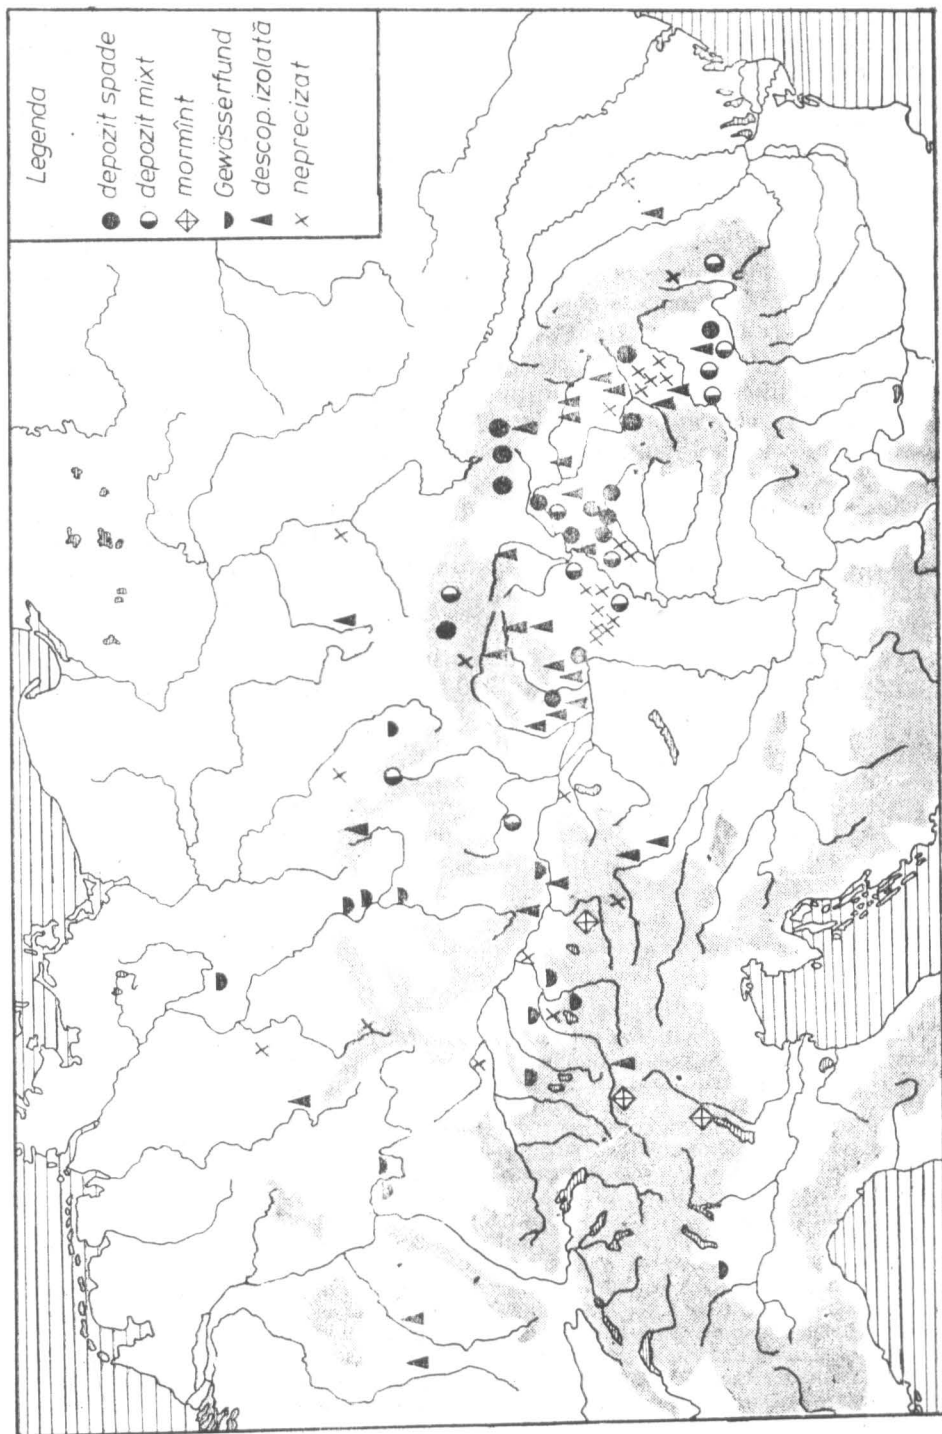 Legenda
depozit spade
depozit mixt
mormînt
Gewässerfund
descop. izolată
neprecizat